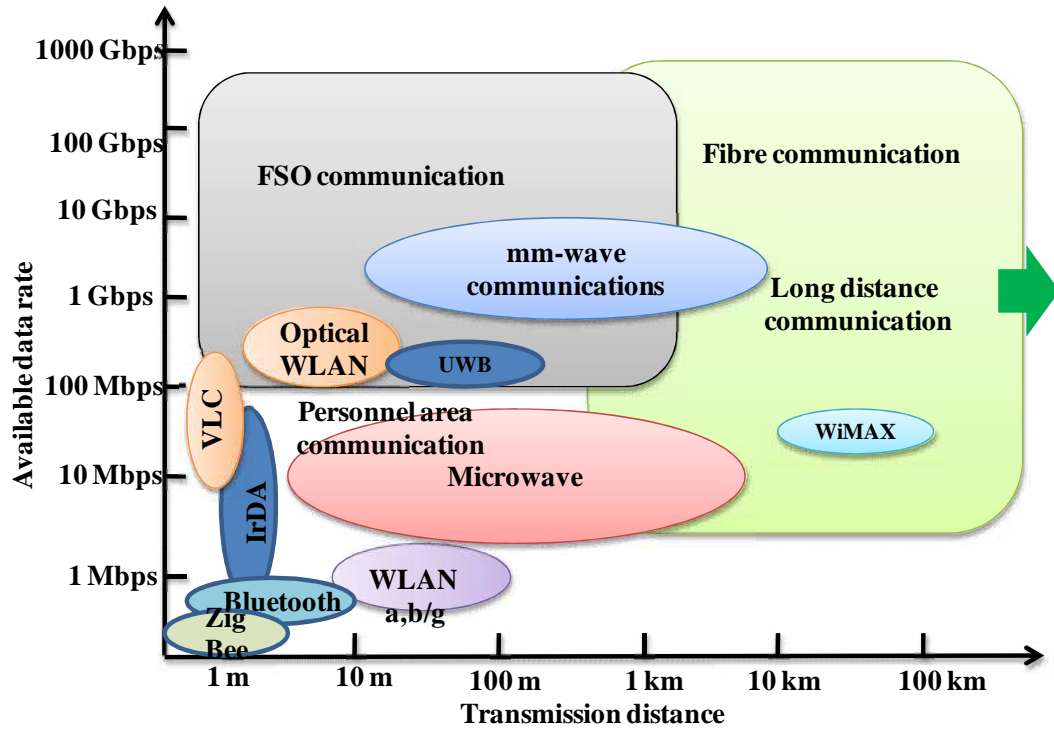 1000 Gbps
100 Gbps
10 Gbps
1 Gbps
100 Mbps
10 Mbps
1 Mbps
Available data rate
FSO communication
Fibre communication
mm-wave
communications
Long distance
communication
Optical
WLAN
UWB
VLC
Personnel area
communication
WiMAX
Microwave
IrDA
WLAN
a,b/g
Bluetooth
Zig
Bee
1 m
10 m
100 m
1 km
10 km
100 km
Transmission distance